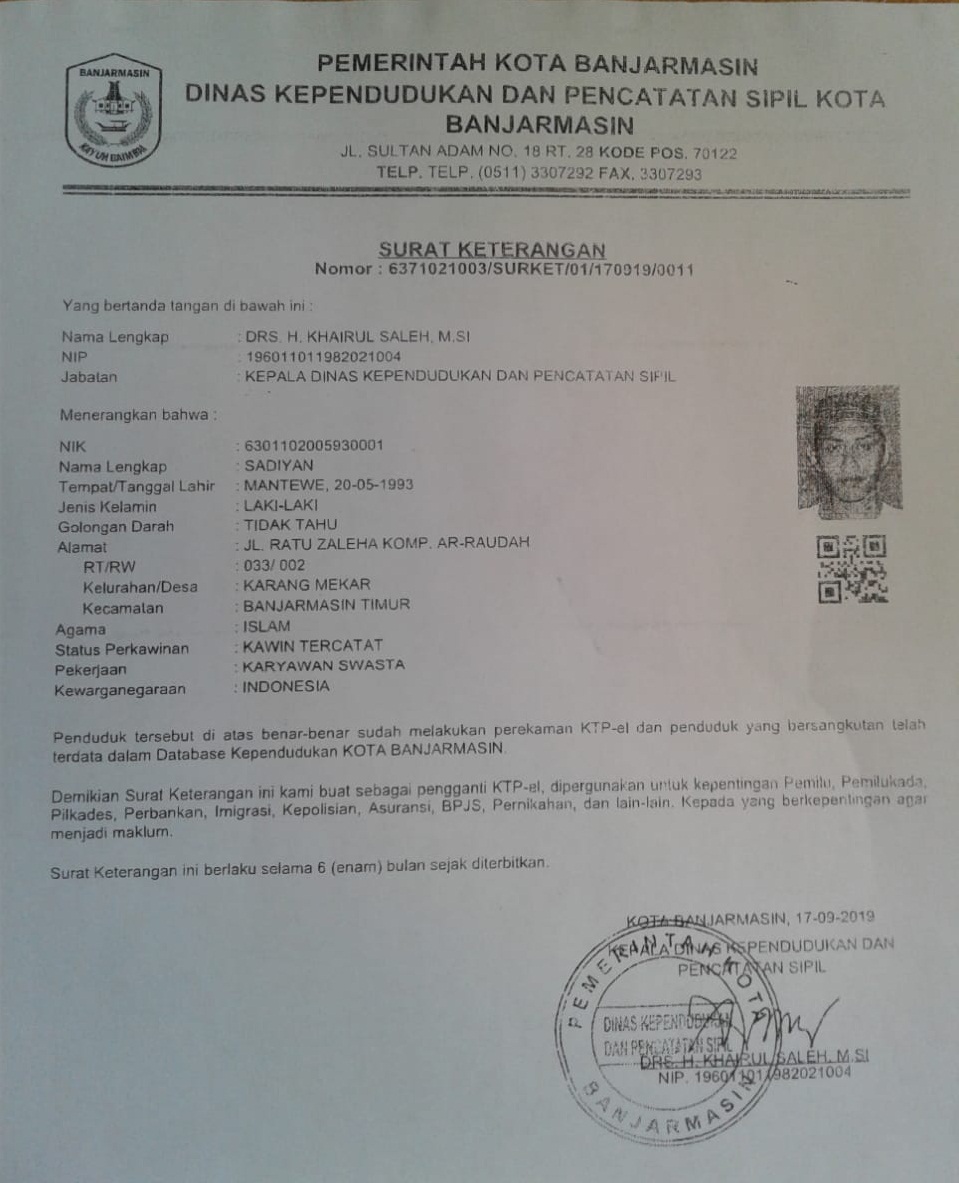 BANJARMASIN
KAYUH BAIMBAI
PEMERINTAH KOTA BANJARMASIN
DINAS KEPENDUDUKAN DAN PENCATATAN SIPIL KOTA
BANJARMASIN
JL. SULTAN ADAM NO. 18 RT. 28 KODE POS. 70122
TELP. TELP. (0511) 3307292 FAX, 3307293
SURAT KETERANGAN
Nomor : 6371021003/SURKET/01/170919/0011
Yang bertanda tangan di bawah ini :
Nama Lengkap : DRS. H. KHAIRUL SALEH, M.SI
NIP : 196011011982021004
Jabatan : KEPALA DINAS KEPENDUDUKAN DAN PENCATATAN SIPIL
Menerangkan bahwa :
NIK : 6301102005930001
Nama Lengkap : SADIYAN
Tempat/Tanggal Lahir : MANTEWE, 20-05-1993
Jenis Kelamin : LAKI-LAKI
Golongan Darah : TIDAK TAHU
Alamat : JL. RATU ZALEHA KOMP. AR-RAUDAH
RT/RW : 033/ 002
Kelurahan/Desa : KARANG MEKAR
Kecamatan : BANJARMASIN TIMUR
Agama : ISLAM
Status Perkawinan : KAWIN TERCATAT
Pekerjaan : KARYAWAN SWASTA
Kewarganegaraan : INDONESIA
Penduduk tersebut di atas benar-benar sudah melakukan perekaman KTP-el dan penduduk yang bersangkutan telah
terdata dalam Database Kependudukan KOTA BANJARMASIN.
Demikian Surat Keterangan ini kami buat sebagai pengganti KTP-el, dipergunakan untuk kepentingan Pemilu, Pemilukada,
Pilkades, Perbankan, Imigrasi, Kepolisian, Asuransi, BPJS, Pernikahan, dan lain-lain. Kepada yang berkepentingan agar
menjadi maklum.
Surat Keterangan ini berlaku selama 6 (enam) bulan sejak diterbitkan.
KOTA BANJARMASIN, 17-09-2019
KEPALA DINAS KEPENDUDUKAN DAN
PENCATATAN SIPIL
PEMERINTA KOTA
DINAS KEPENDUDUKAN
DAN PENCATATAN SIPIL
BANJARMASIN
DRS. H. KHAIRUL SALEH, M.SI
NIP. 196011011982021004